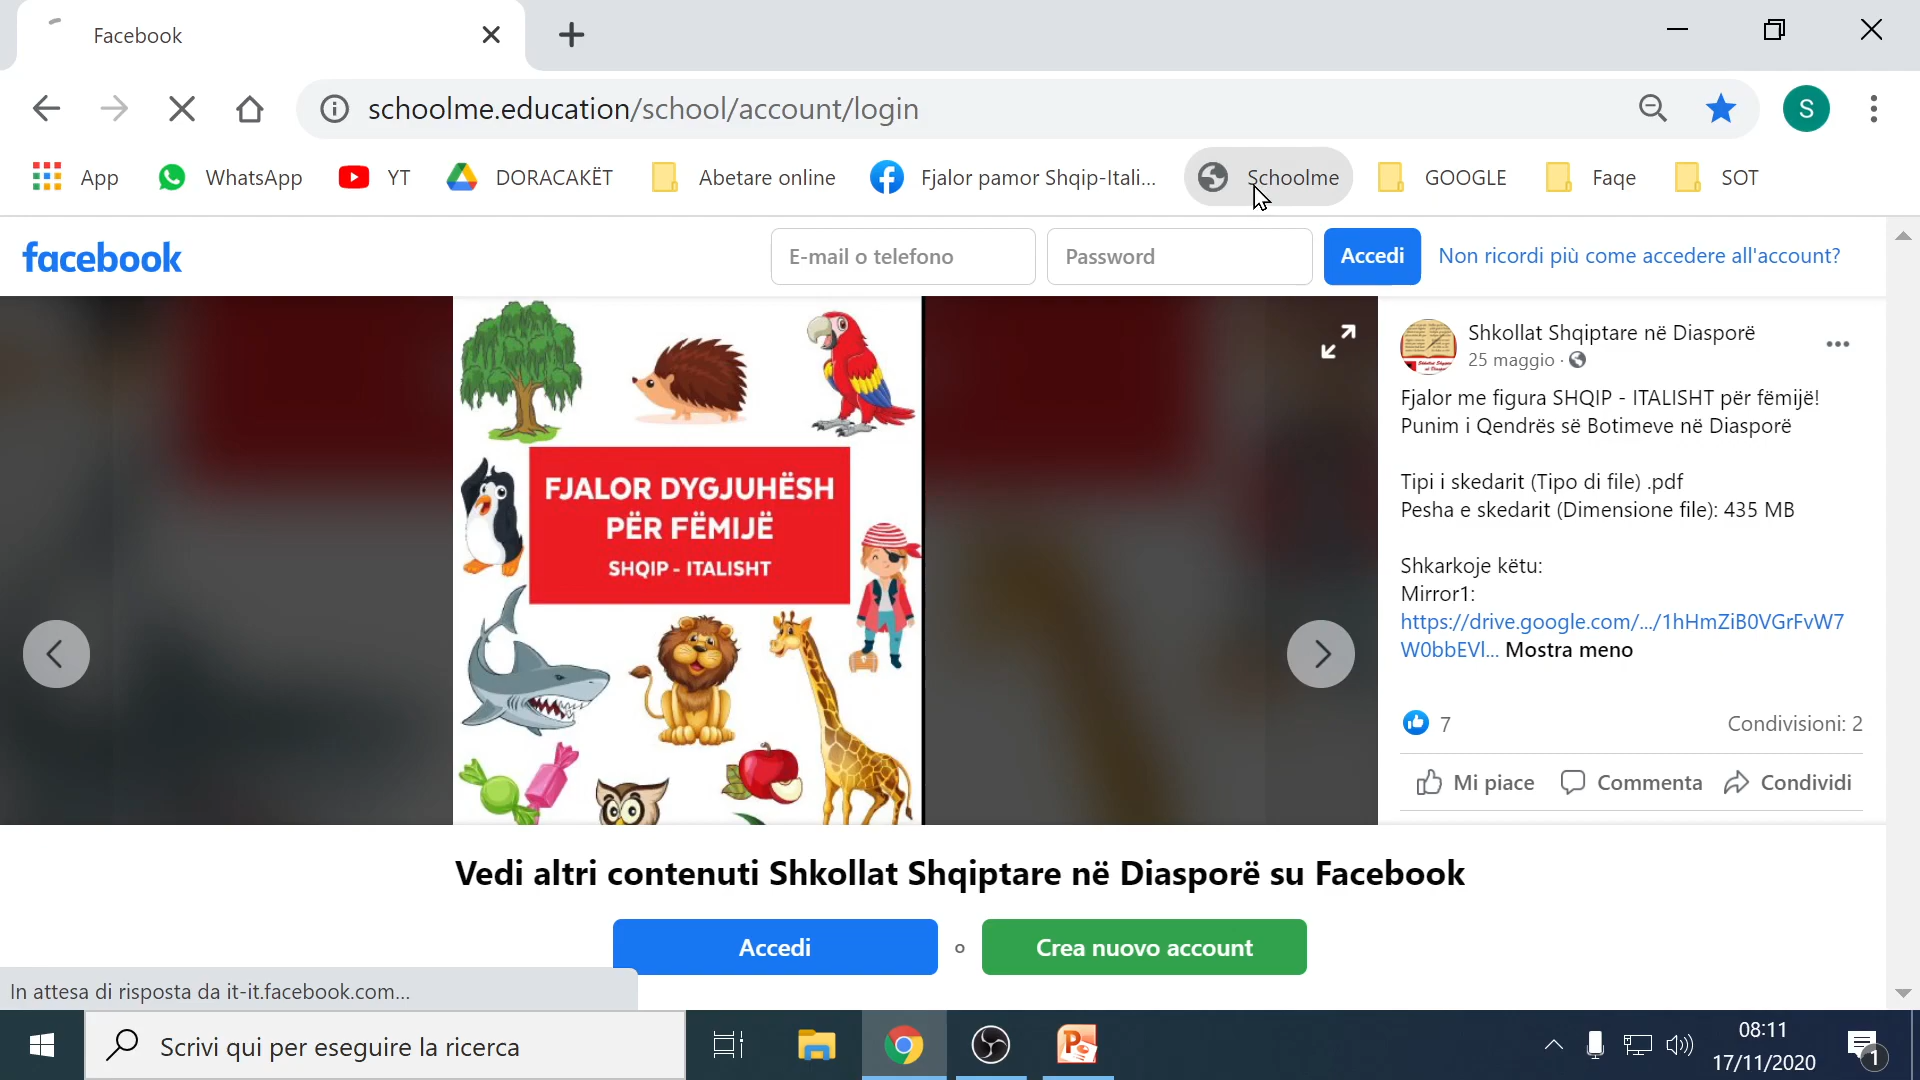 Facebook
schoolme.education/school/account/login
S
App
WhatsApp
YT
DORACAKËT
Abetare online
Fjalor pamor Shqip-Itali...
Schoolme
GOOGLE
Faqe
SOT
facebook
E-mail o telefono
Password
Accedi
Non ricordi più come accedere all'account?
FJALOR DYGJUHËSH
PËR FËMIJË
SHQIP - ITALISHT
Shkollat Shqiptare në Diasporë
25 maggio ·
Fjalor me figura SHQIP - ITALISHT për fëmijë!
Punim i Qendrës së Botimeve në Diasporë
Tipi i skedarit (Tipo di file) .pdf
Pesha e skedarit (Dimensione file): 435 MB
Shkarkoje këtu:
Mirror1:
https://drive.google.com/.../1hHmZiB0VGrFvW7
W0bbEVl... Mostra meno
7
Condivisioni: 2
Mi piace
Commenta
Condividi
Vedi altri contenuti Shkollat Shqiptare në Diasporë su Facebook
Accedi
o
Crea nuovo account
In attesa di risposta da it-it.facebook.com...
Scrivi qui per eseguire la ricerca
08:11
17/11/2020
1